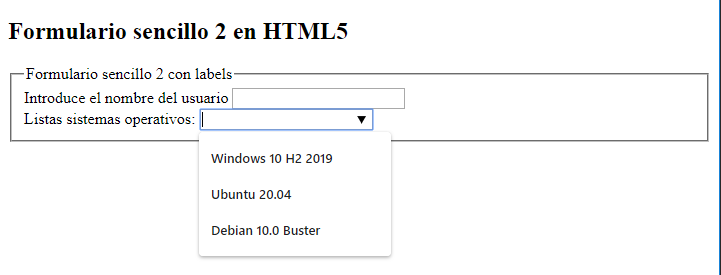 Formulario sencillo 2 en HTML5
Formulario sencillo 2 con labels
Introduce el nombre del usuario
Listas sistemas operativos:
Windows 10 H2 2019
Ubuntu 20.04
Debian 10.0 Buster